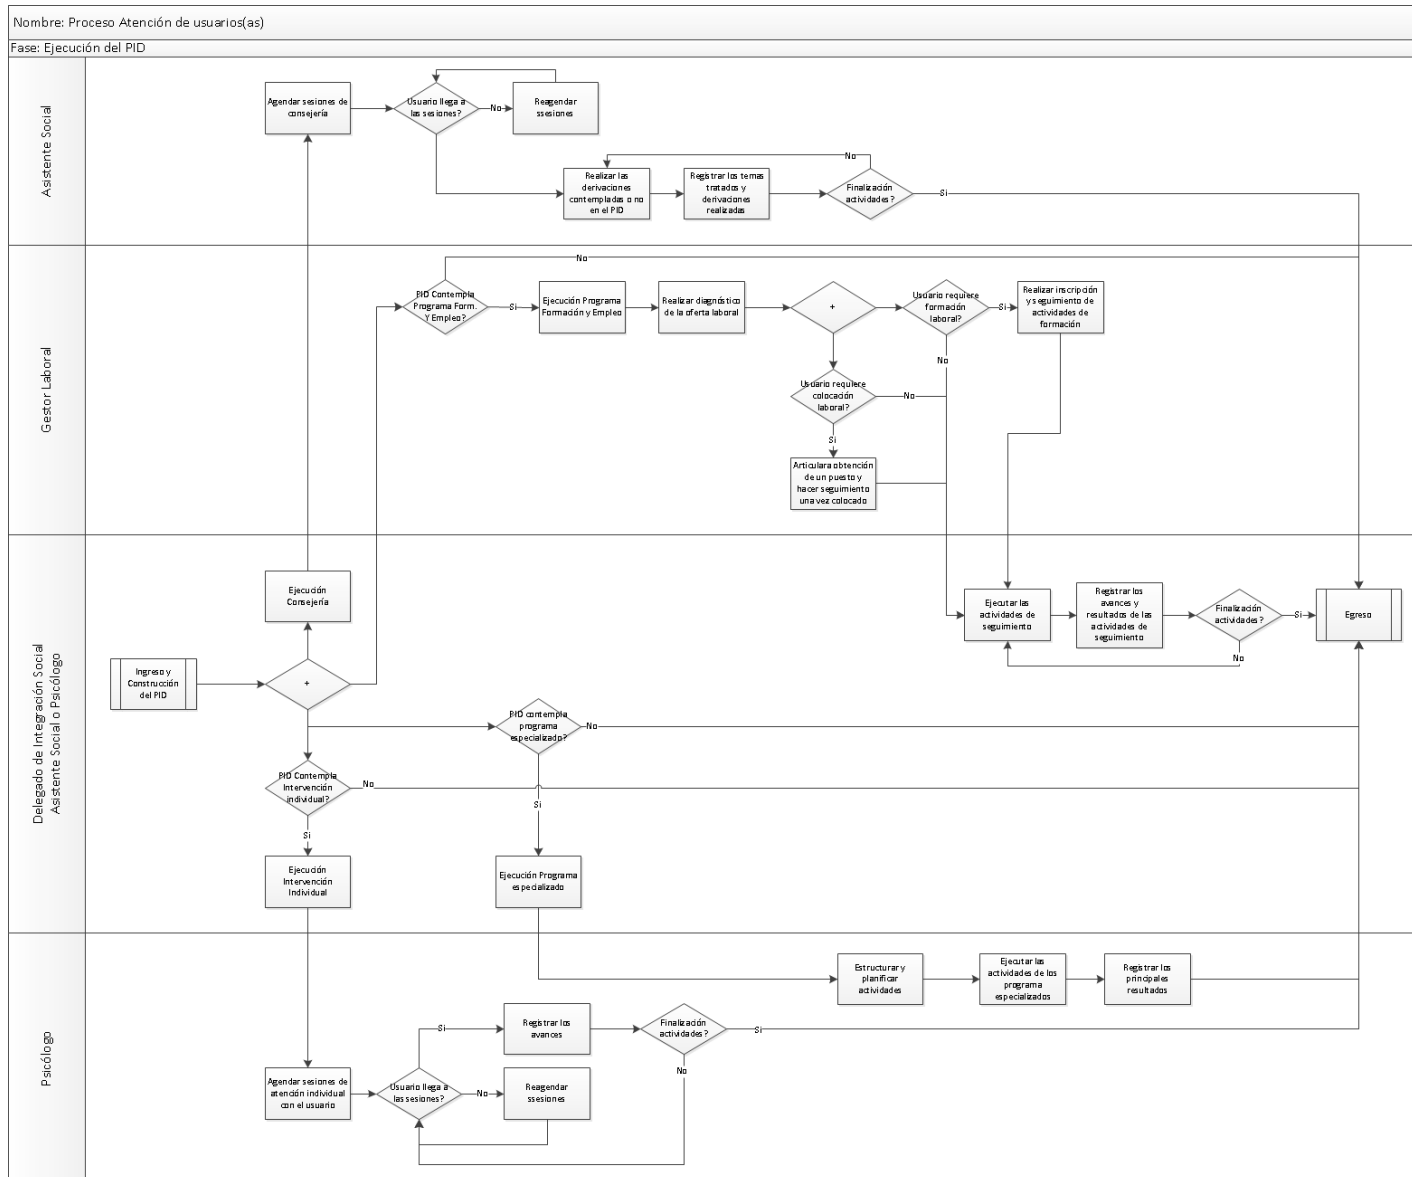 Nombre: Proceso Atención de usuarios(as)
Fase: Ejecución del PID
Asistente Social
Agendar sesiones de
consejería
Usuario llega a
las sesiones?
No
Reagendar
ssesiones
Realizar las
derivaciones
contempladas o no
en el PID
Registrar los temas
tratados y
derivaciones
realizadas
No
Finalización
actividades?
Si
Gestor Laboral
No
PID Contempla
Programa Form.
Y Empleo?
Si
Ejecución Programa
Formación y Empleo
Realizar diagnóstico
de la oferta laboral
+
Usuario requiere
formación
laboral?
Si
Realizar inscripción
y seguimiento de
actividades de
formación
No
Usuario requiere
colocación
laboral?
No
Si
Articulara obtención
de un puesto y
hacer seguimiento
una vez colocado
Delegado de Integración Social
Asistente Social o Psicólogo
Ejecución
Consejería
Ingreso y
Construcción
del PID
+
Ejecutar las
actividades de
seguimiento
Registrar los
avances y
resultados de las
actividades de
seguimiento
Finalización
actividades?
Si
No
Egreso
PID contempla
programa
especializado?
No
Si
PID Contempla
Intervención
individual?
No
Si
Ejecución
Intervención
Individual
Ejecución Programa
especializado
Psicólogo
Estructurar y
planificar
actividades
Ejecutar las
actividades de los
programa
especializados
Registrar los
principales
resultados
Si
Registrar los
avances
Finalización
actividades?
Si
No
Agendar sesiones de
atención individual
con el usuario
Usuario llega a
las sesiones?
No
Reagendar
ssesiones